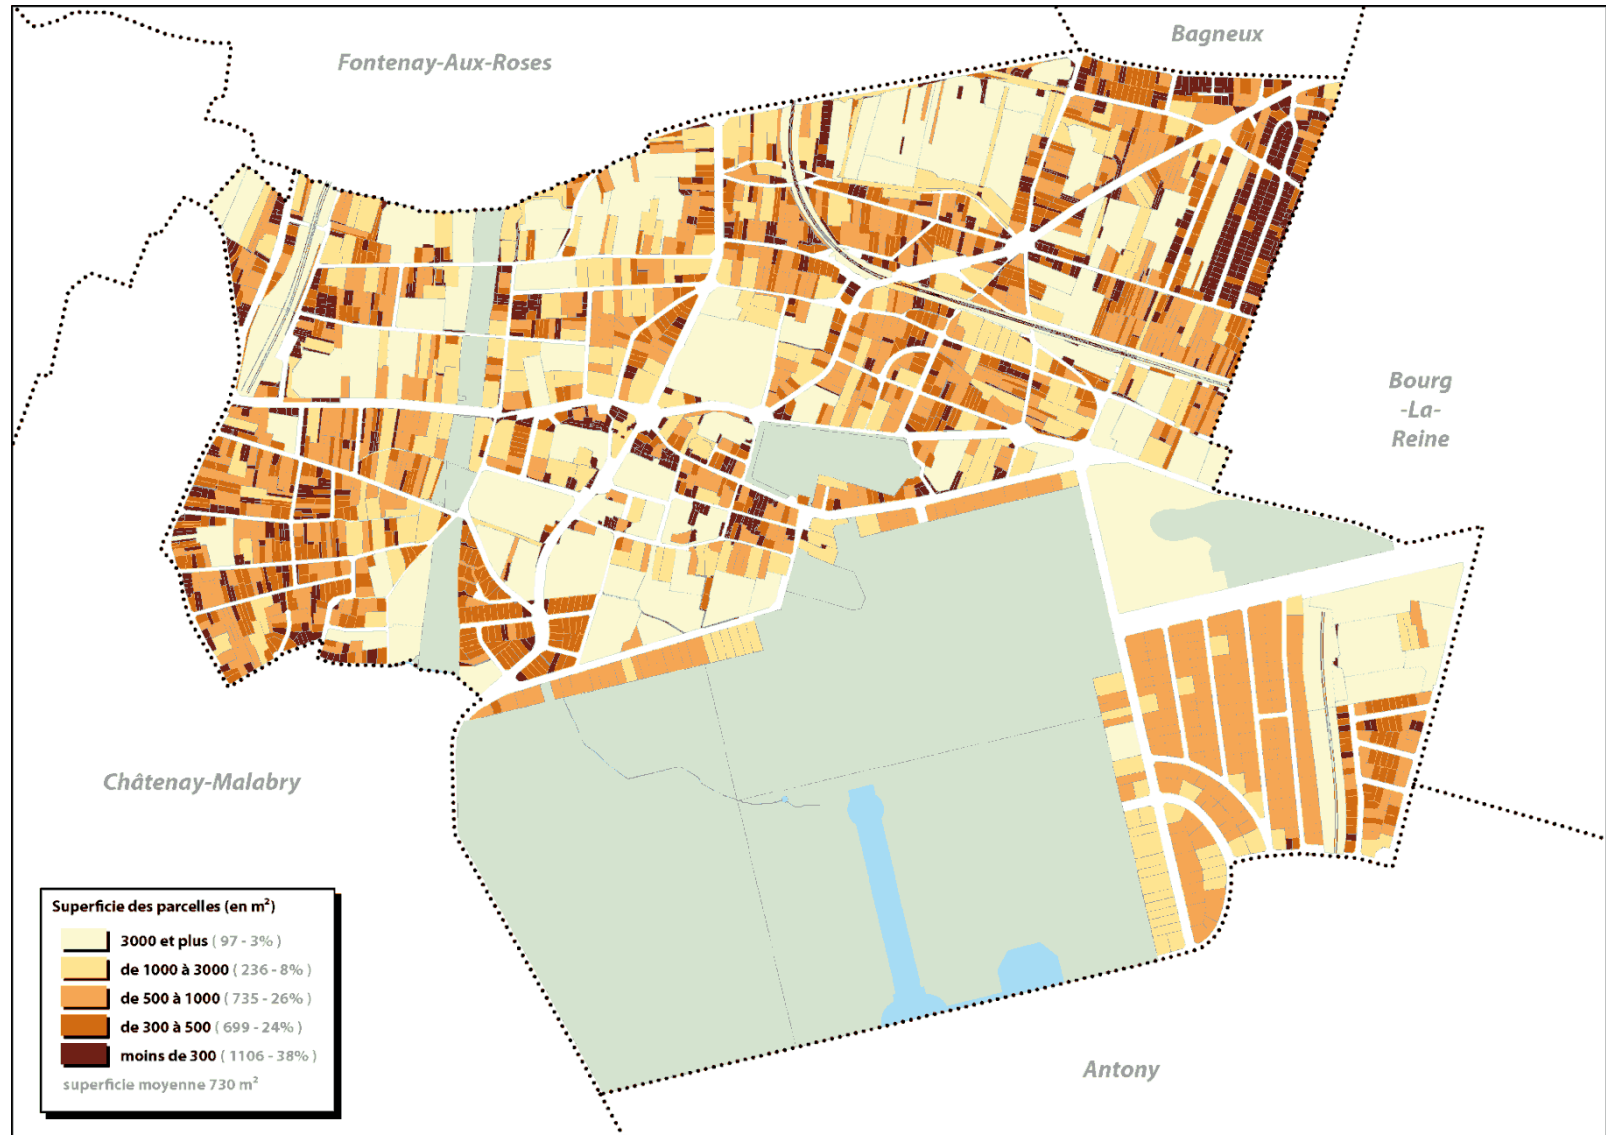 Bagneux
Fontenay-Aux-Roses
Bourg
-La-
Reine
Châtenay-Malabry
Antony
Superficie des parcelles (en m²)
3000 et plus ( 97 - 3% )
de 1000 à 3000 ( 236 - 8% )
de 500 à 1000 ( 735 - 26% )
de 300 à 500 ( 699 - 24% )
moins de 300 ( 1106 - 38% )
superficie moyenne 730 m²